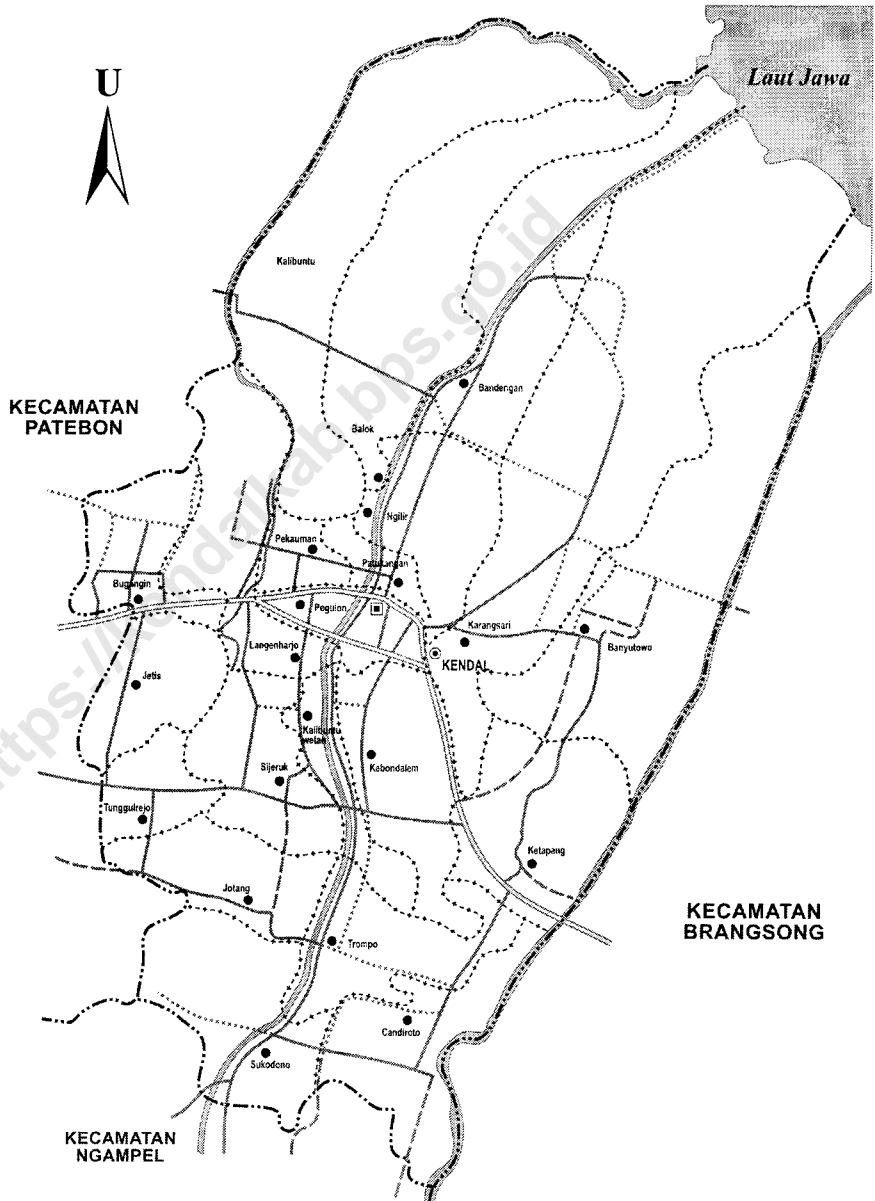 U
Laut Jawa
Kalibuntu
KECAMATAN
PATEBON
Bandengan
Balok
Ngilir
Pekauman
Patukangan
Bugangin
Pegulon
Karangsari
Banyutowo
Langenharjo
KENDAL
Jetis
Kalibuntu
wetan
Sijeruk
Kabondalem
Tunggulrejo
Ketapang
Jotang
KECAMATAN
BRANGSONG
Trompo
Candiroto
Sukodono
KECAMATAN
NGAMPEL
https://kendalkab.bps.go.id